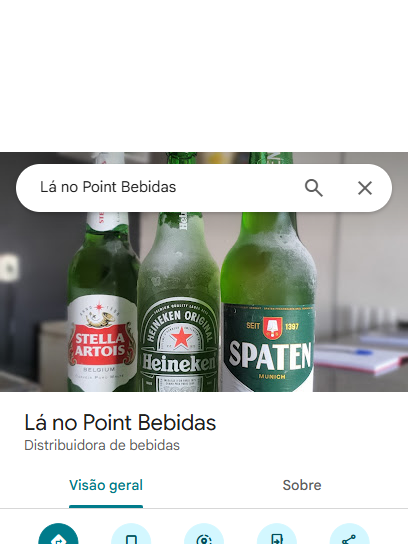 Lá no Point Bebidas
STELLA
ARTOIS
BELGIUM
HEINEKEN ORIGINAL
Heineken
SEIT 1397
SPATEN
MUNICH
Lá no Point Bebidas
Distribuidora de bebidas
Visão geral
Sobre